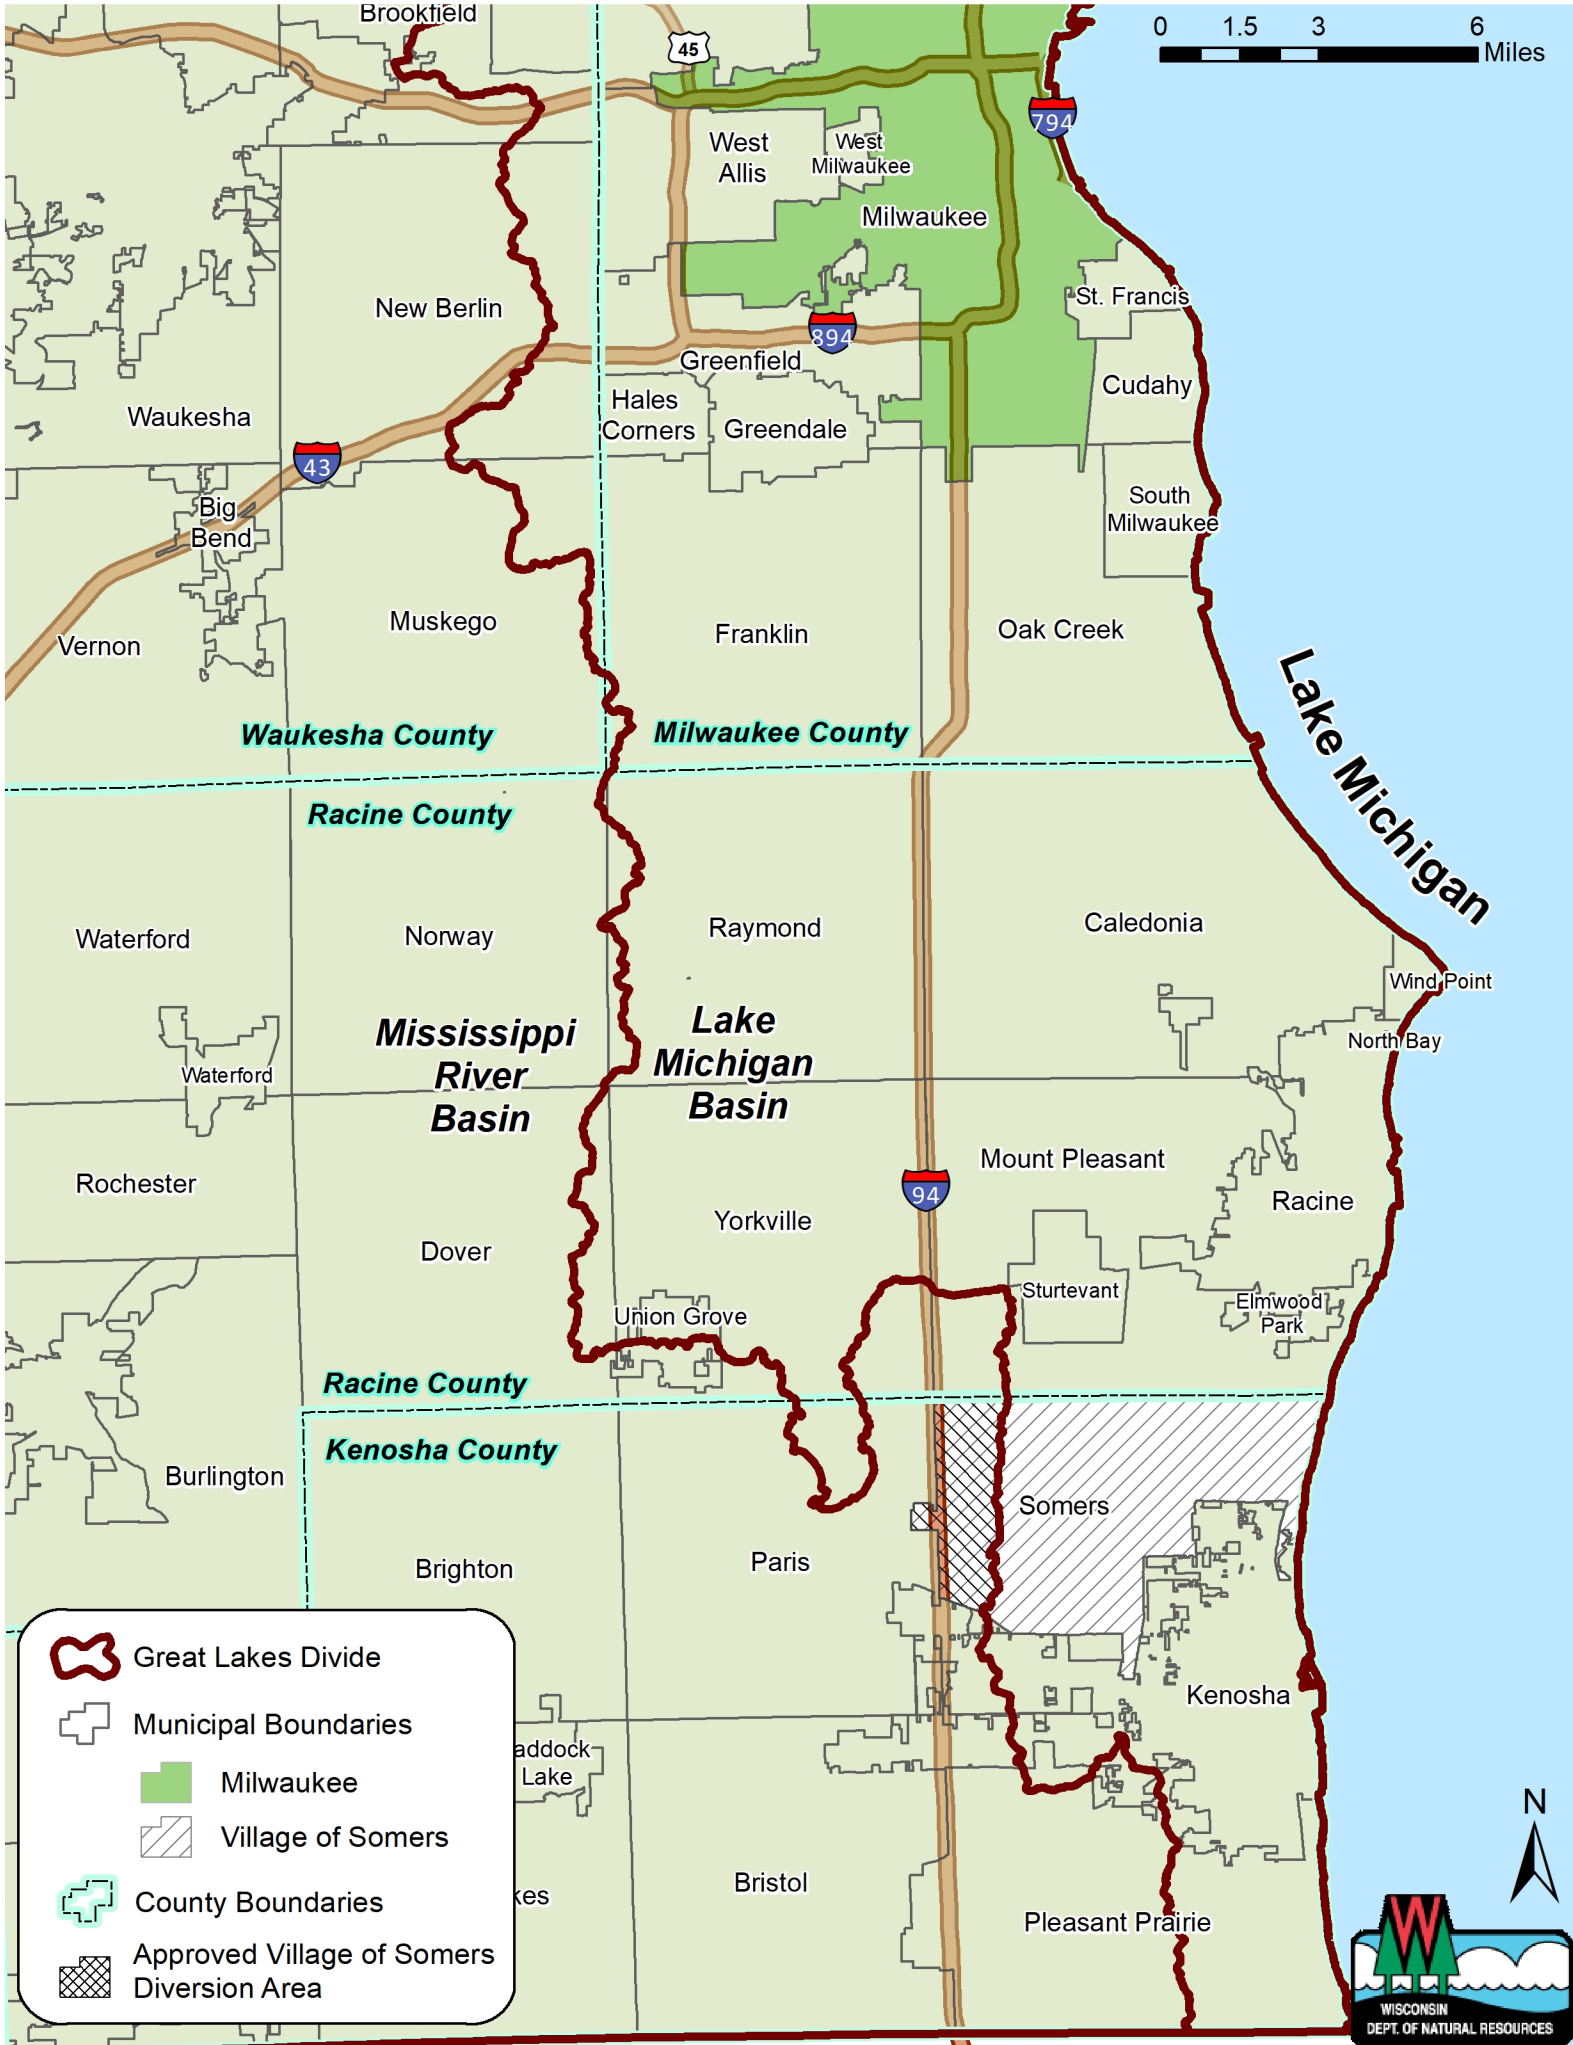 Brookfield
45
0 1.5 3 6
Miles
794
West
Allis
West
Milwaukee
Milwaukee
St. Francis
New Berlin
894
Greenfield
Cudahy
Hales
Corners
Greendale
Waukesha
43
Big
Bend
South
Milwaukee
Muskego
Franklin
Oak Creek
Vernon
Lake Michigan
Waukesha County
Milwaukee County
Racine County
Waterford
Norway
Raymond
Caledonia
Wind Point
North Bay
Mississippi
River
Basin
Lake
Michigan
Basin
Waterford
Rochester
Mount Pleasant
94
Racine
Yorkville
Dover
Sturtevant
Union Grove
Elmwood
Park
Racine County
Kenosha County
Burlington
Somers
Brighton
Paris
Kenosha
addock
Lake
kes
Bristol
Pleasant Prairie
Great Lakes Divide
Municipal Boundaries
Milwaukee
Village of Somers
County Boundaries
Approved Village of Somers
Diversion Area
N
W
WISCONSIN
DEPT. OF NATURAL RESOURCES